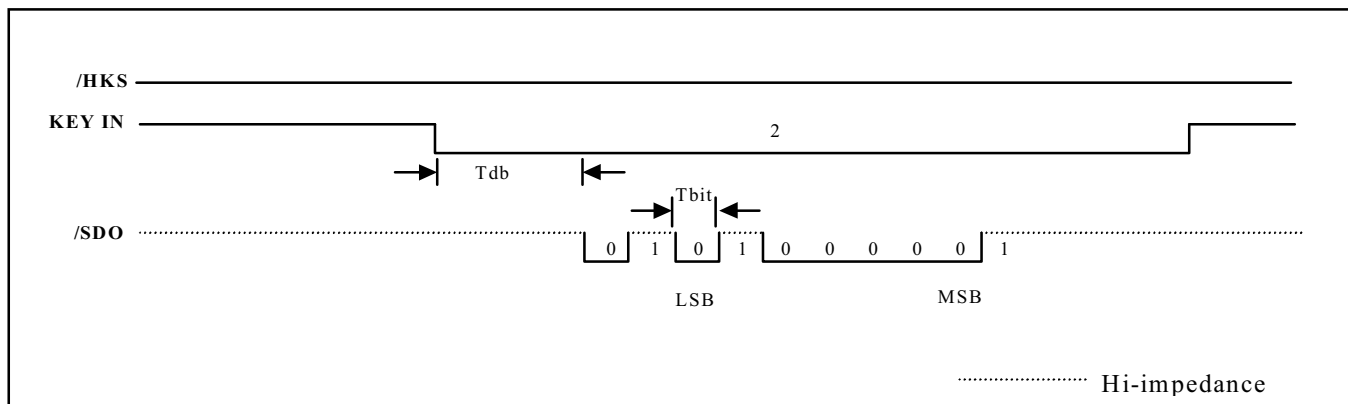 /HKS
KEY IN 2
Tdb
Tbit
/SDO 0 1 0 1 0 0 0 0 0 1
LSB MSB
Hi-impedance